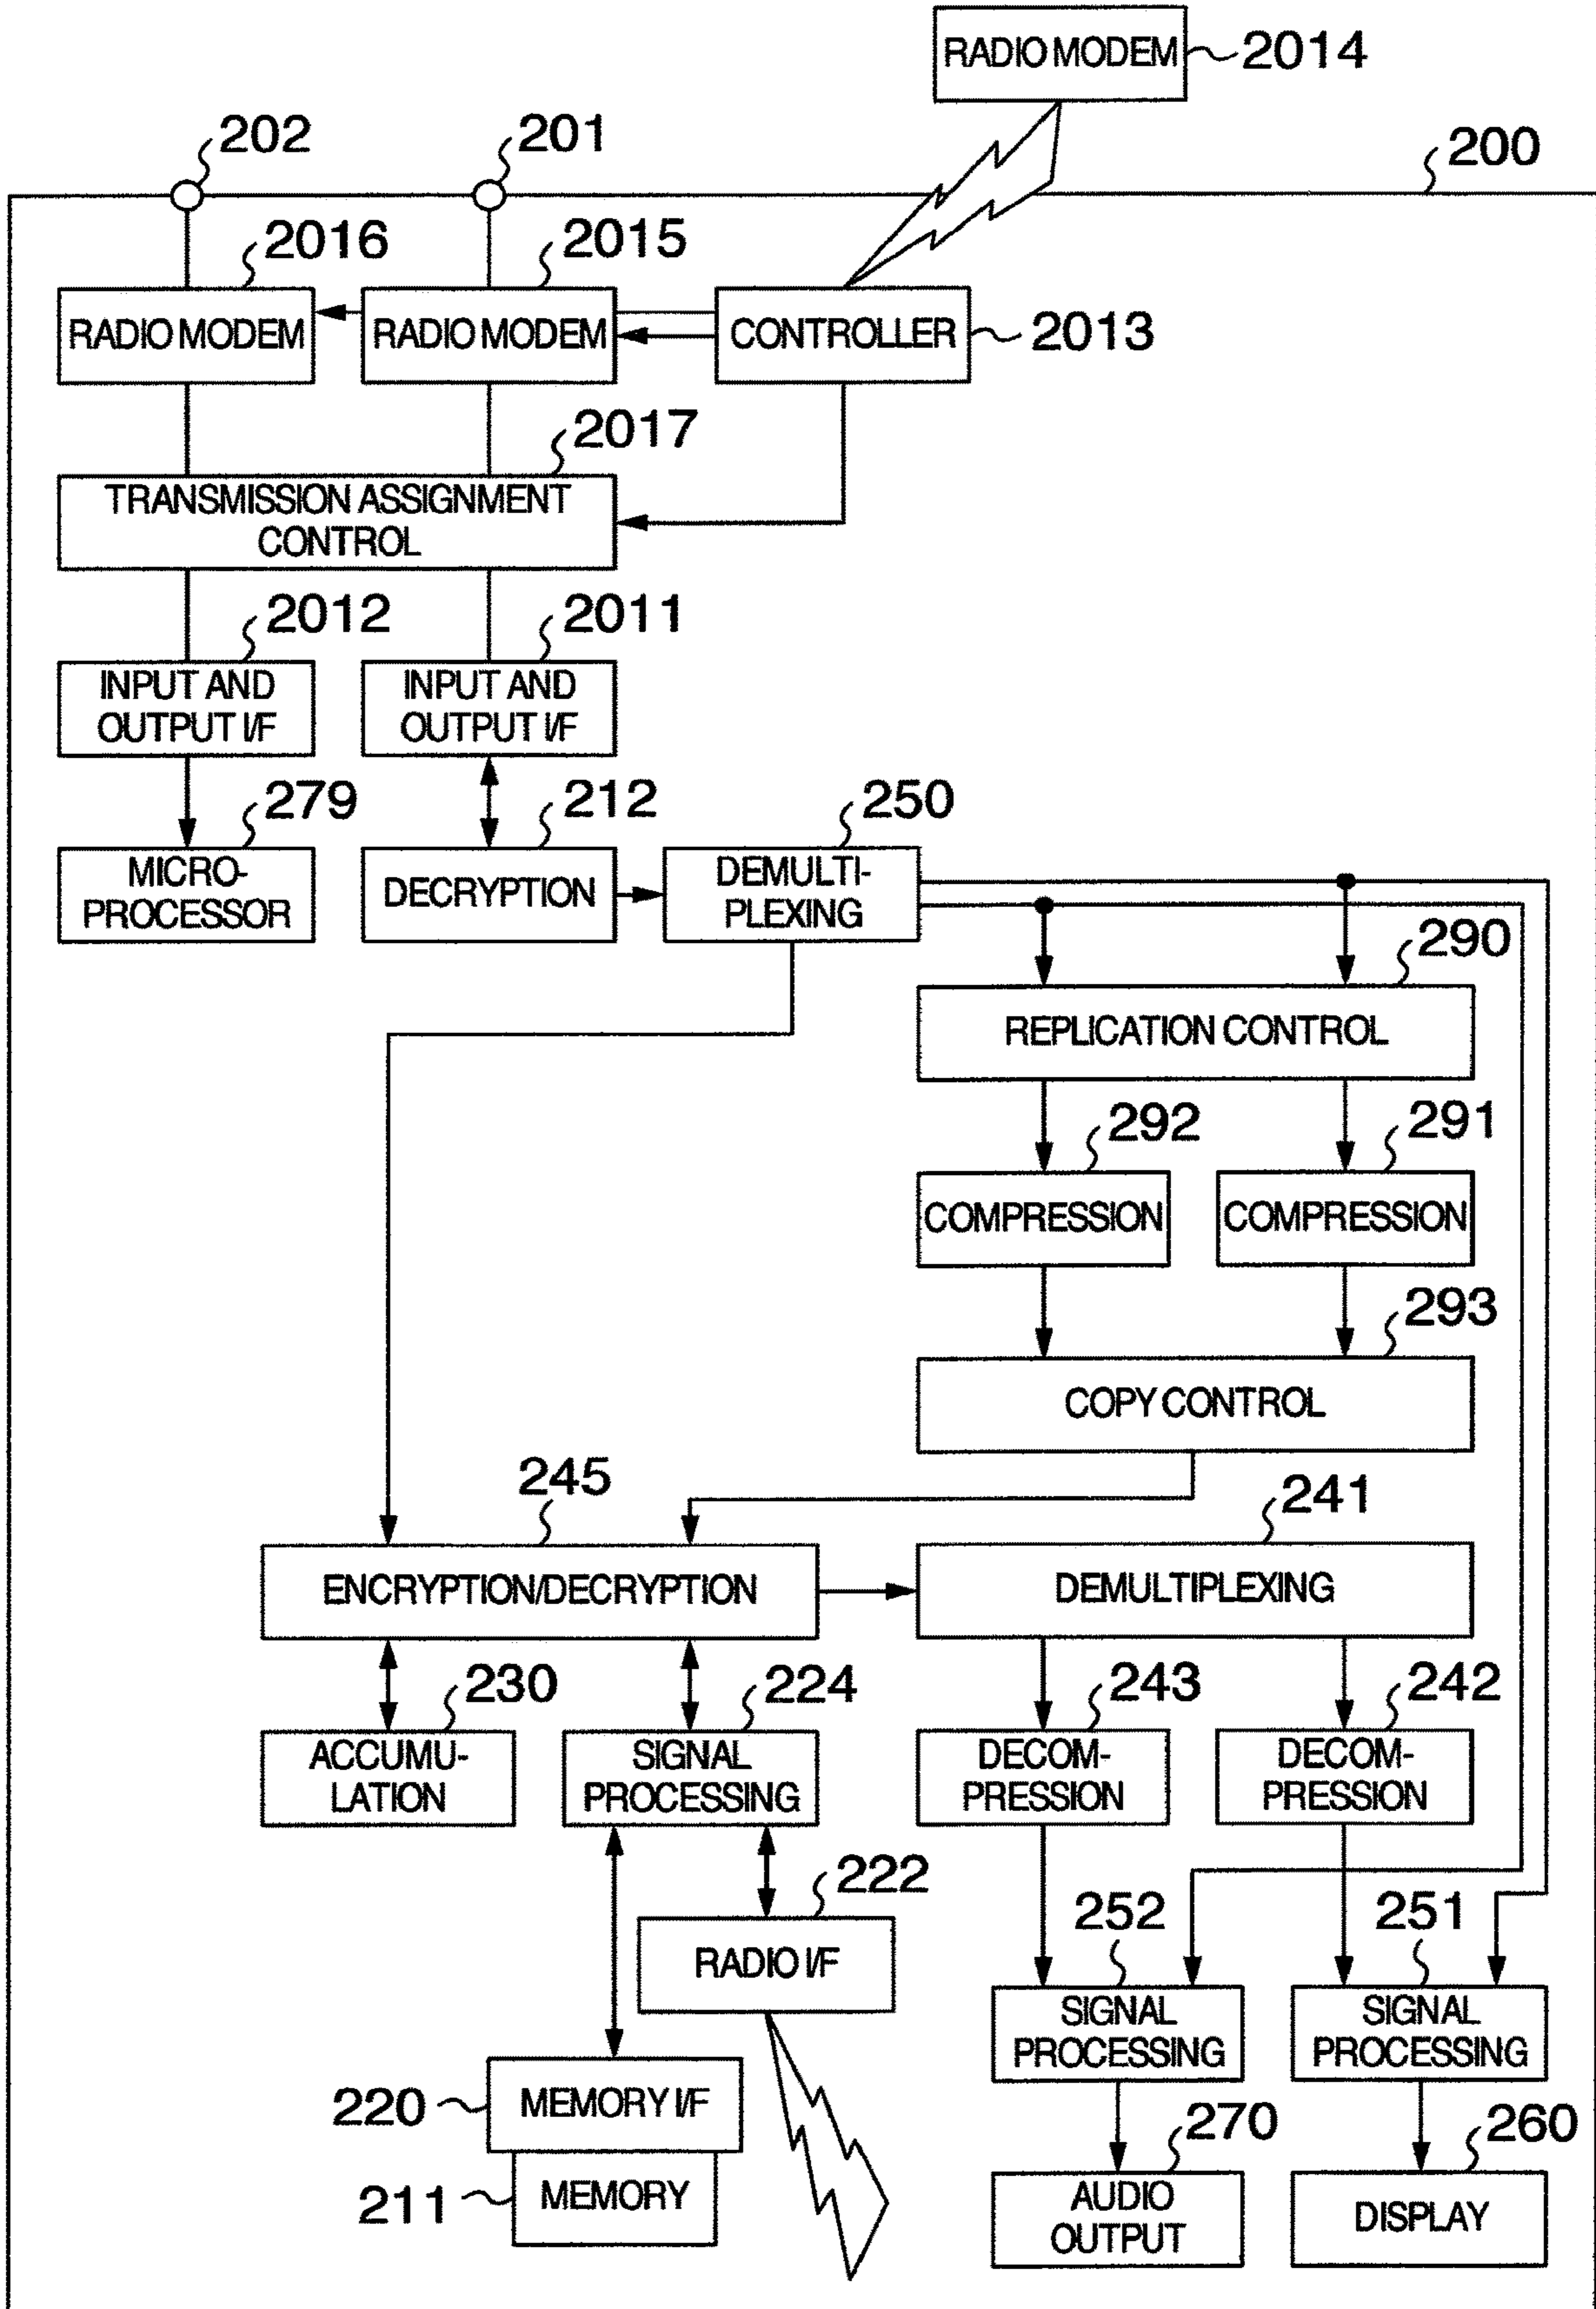 RADIO MODEM
2014
202
201
200
2016
2015
RADIO MODEM
RADIO MODEM
CONTROLLER
2013
2017
TRANSMISSION ASSIGNMENT
CONTROL
2012
2011
INPUT AND
OUTPUT I/F
INPUT AND
OUTPUT I/F
279
212
250
MICRO-
PROCESSOR
DECRYPTION
DEMULTI-
PLEXING
290
REPLICATION CONTROL
292
291
COMPRESSION
COMPRESSION
293
COPY CONTROL
245
241
ENCRYPTION/DECRYPTION
DEMULTIPLEXING
230
224
243
242
ACCUMU-
LATION
SIGNAL
PROCESSING
DECOM-
PRESSION
DECOM-
PRESSION
222
252
251
RADIO I/F
SIGNAL
PROCESSING
SIGNAL
PROCESSING
220
MEMORY I/F
270
260
211
MEMORY
AUDIO
OUTPUT
DISPLAY